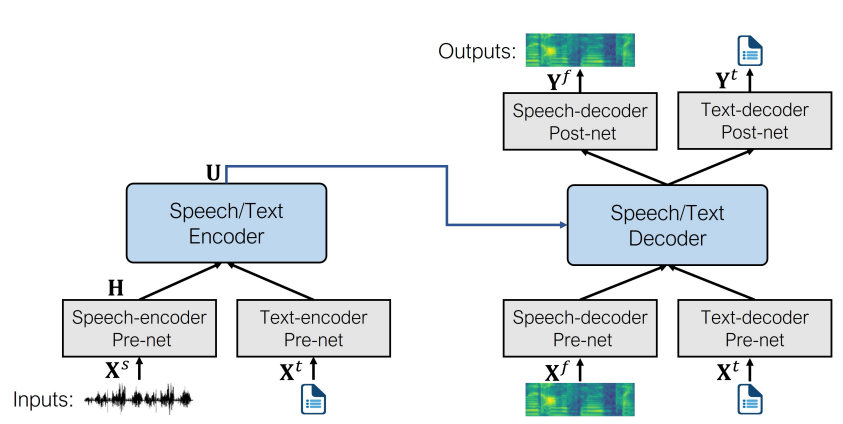 Outputs:
Y^f
Y^t
Speech-decoder
Post-net
Text-decoder
Post-net
U
Speech/Text
Encoder
Speech/Text
Decoder
H
Speech-encoder
Pre-net
Text-encoder
Pre-net
Speech-decoder
Pre-net
Text-decoder
Pre-net
X^s
X^t
X^f
X^t
Inputs: